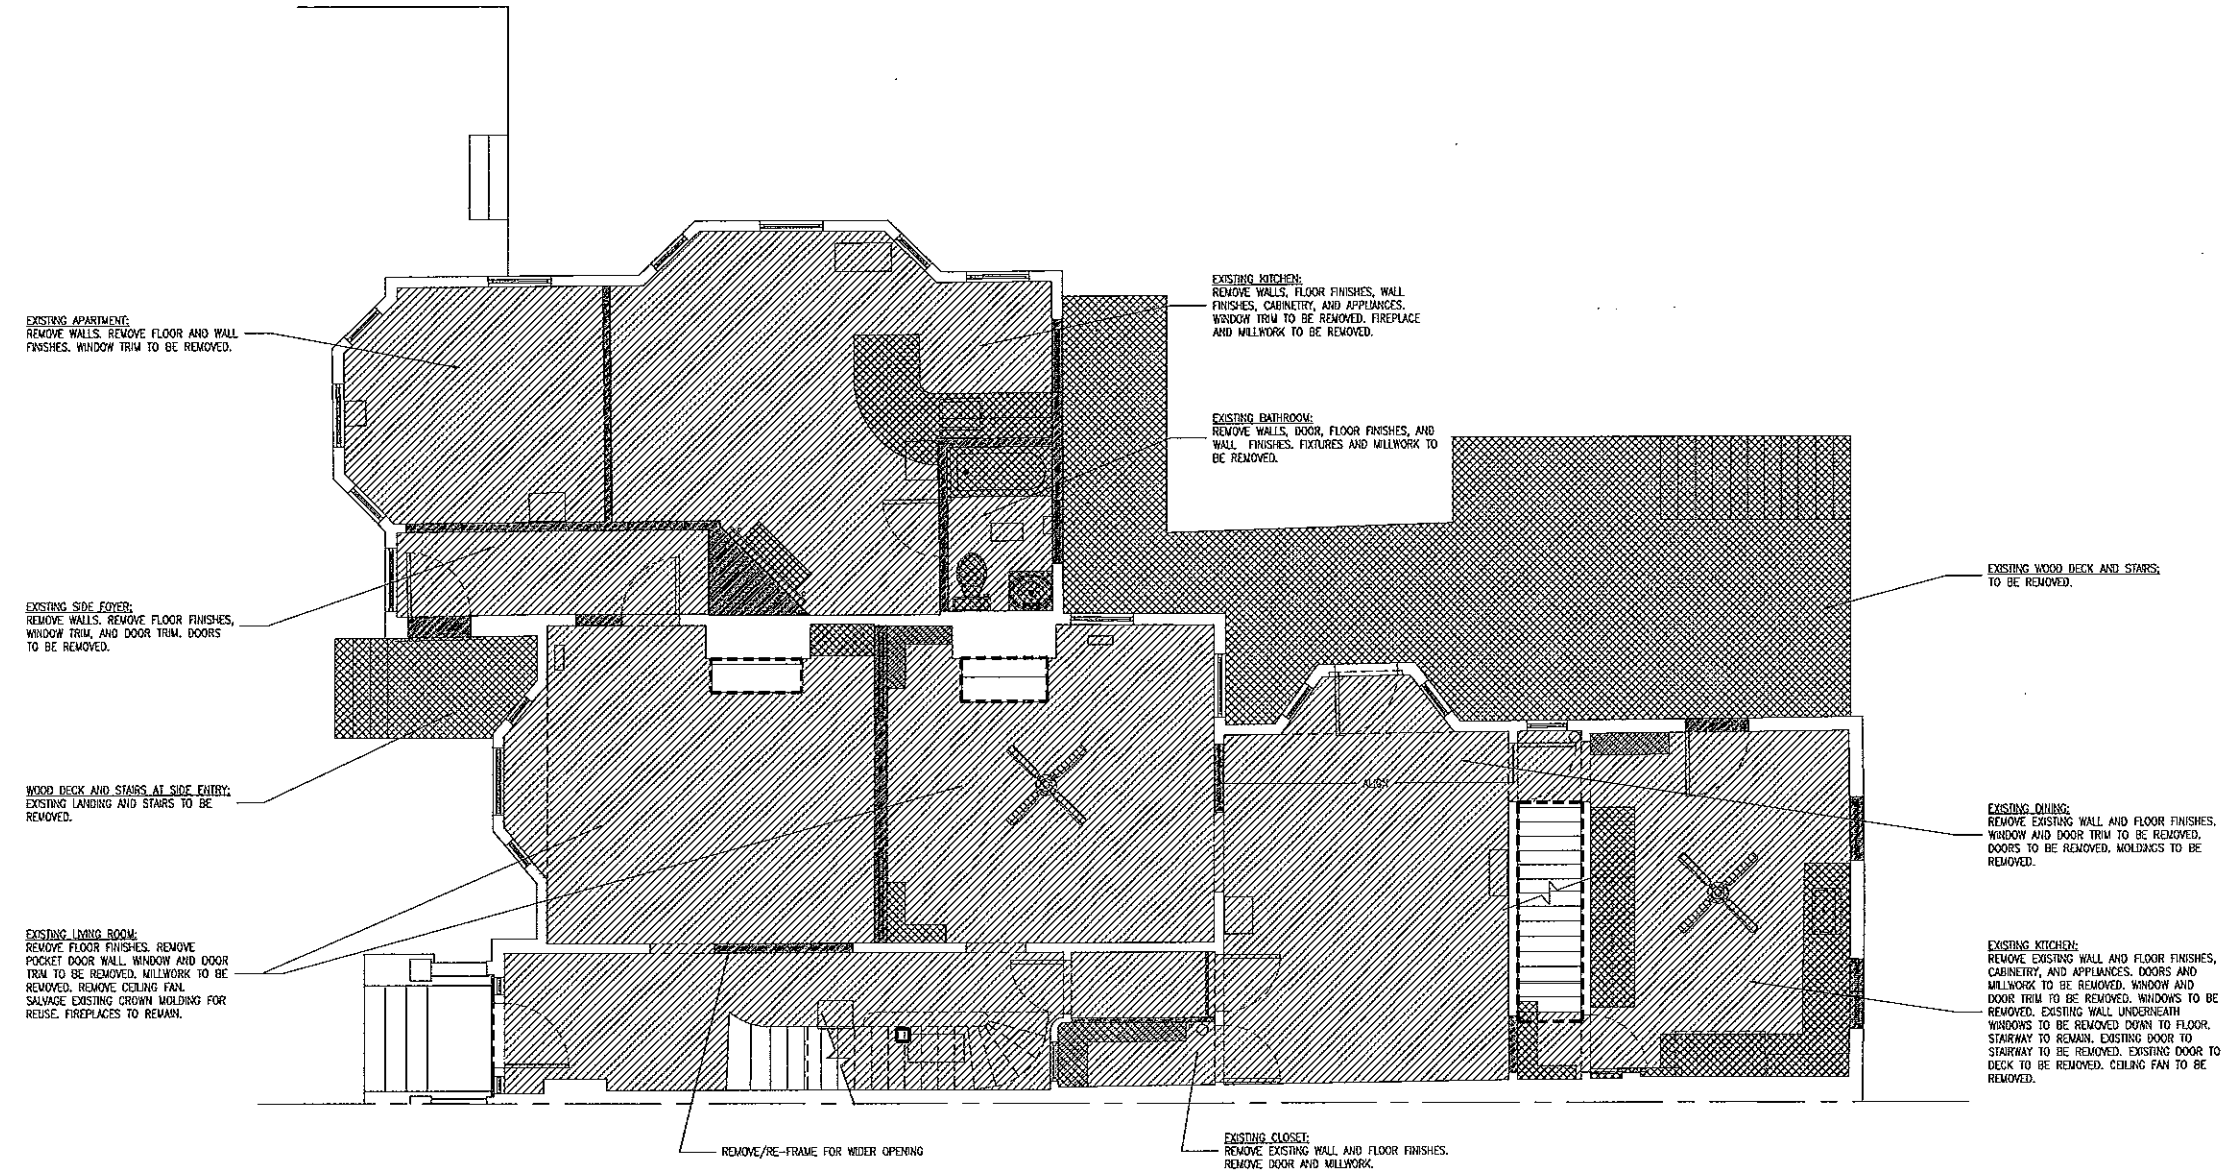 EXISTING APARTMENT:
REMOVE WALLS. REMOVE FLOOR AND WALL
FINISHES. WINDOW TRIM TO BE REMOVED.
EXISTING SIDE FOYER:
REMOVE WALLS. REMOVE FLOOR FINISHES,
WINDOW TRIM, AND DOOR TRIM. DOORS
TO BE REMOVED.
WOOD DECK AND STAIRS AT SIDE ENTRY:
EXISTING LANDING AND STAIRS TO BE
REMOVED.
EXISTING LIVING ROOM:
REMOVE FLOOR FINISHES. REMOVE
POCKET DOOR WALL. WINDOW AND DOOR
TRIM TO BE REMOVED. MILLWORK TO BE
REMOVED. REMOVE CEILING FAN.
SALVAGE EXISTING CROWN MOLDING FOR
REUSE. FIREPLACES TO REMAIN.
EXISTING KITCHEN:
REMOVE WALLS, FLOOR FINISHES, WALL
FINISHES, CABINETRY, AND APPLIANCES.
WINDOW TRIM TO BE REMOVED. FIREPLACE
AND MILLWORK TO BE REMOVED.
EXISTING BATHROOM:
REMOVE WALLS, DOOR, FLOOR FINISHES, AND
WALL FINISHES. FIXTURES AND MILLWORK TO
BE REMOVED.
ALIGN
EXISTING WOOD DECK AND STAIRS:
TO BE REMOVED.
EXISTING DINING:
REMOVE EXISTING WALL AND FLOOR FINISHES.
WINDOW AND DOOR TRIM TO BE REMOVED.
DOORS TO BE REMOVED. MOLDINGS TO BE
REMOVED.
EXISTING KITCHEN:
REMOVE EXISTING WALL AND FLOOR FINISHES,
CABINETRY, AND APPLIANCES. DOORS AND
MILLWORK TO BE REMOVED. WINDOW AND
DOOR TRIM TO BE REMOVED. WINDOWS TO BE
REMOVED. EXISTING WALL UNDERNEATH
WINDOWS TO BE REMOVED DOWN TO FLOOR.
STAIRWAY TO REMAIN. EXISTING DOOR TO
STAIRWAY TO BE REMOVED. EXISTING DOOR TO
DECK TO BE REMOVED. CEILING FAN TO BE
REMOVED.
REMOVE/RE-FRAME FOR WIDER OPENING
EXISTING CLOSET:
REMOVE EXISTING WALL AND FLOOR FINISHES.
REMOVE DOOR AND MILLWORK.